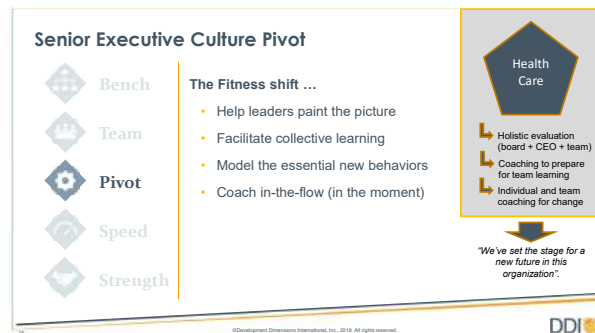 Senior Executive Culture Pivot
Bench
Team
Pivot
Speed
Strength
The Fitness shift …
• Help leaders paint the picture
• Facilitate collective learning
• Model the essential new behaviors
• Coach in-the-flow (in the moment)
Health
Care
Holistic evaluation
(board + CEO + team)
Coaching to prepare
for team learning
Individual and team
coaching for change
"We've set the stage for a
new future in this
organization".
©Development Dimensions International, Inc., 2019. All rights reserved.
DDI